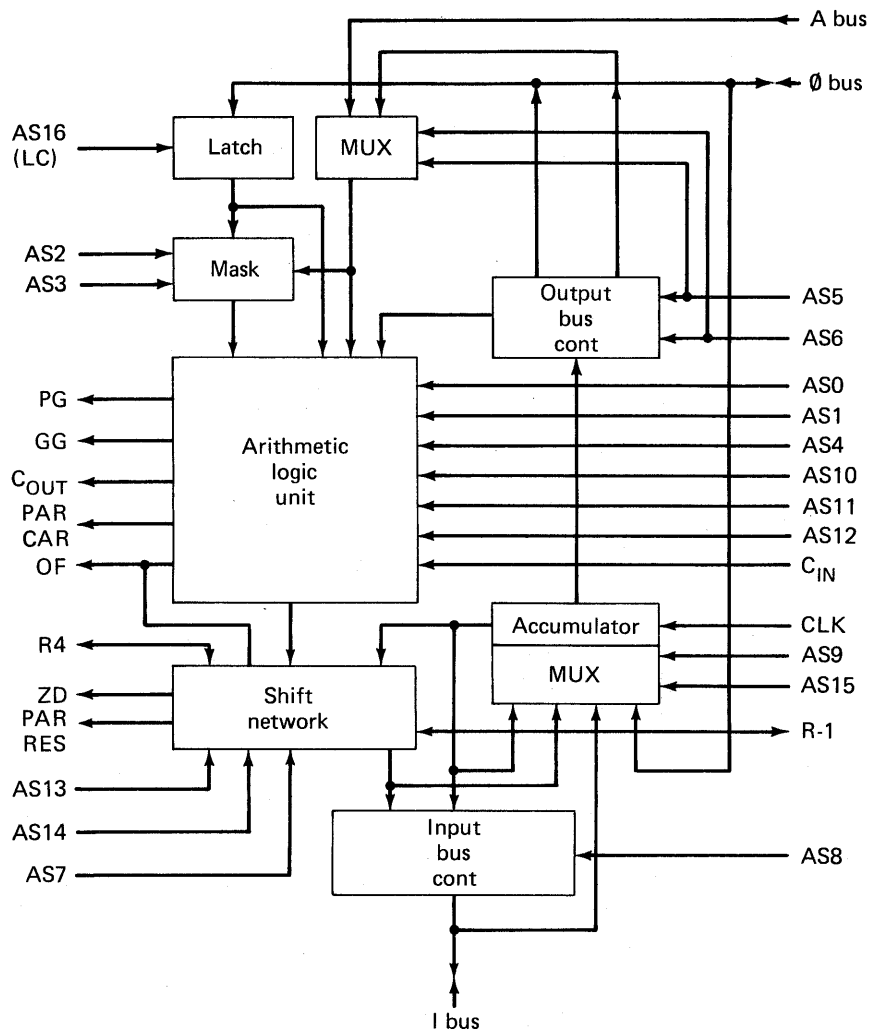 A bus
Ø bus
AS16
(LC)
Latch
MUX
AS2
AS3
Mask
Output
bus
cont
AS5
AS6
PG
GG
COUT
PAR
CAR
OF
Arithmetic
logic
unit
AS0
AS1
AS4
AS10
AS11
AS12
CIN
R4
ZD
PAR
RES
Shift
network
Accumulator
MUX
CLK
AS9
AS15
R-1
AS13
AS14
AS7
Input
bus
cont
AS8
I bus